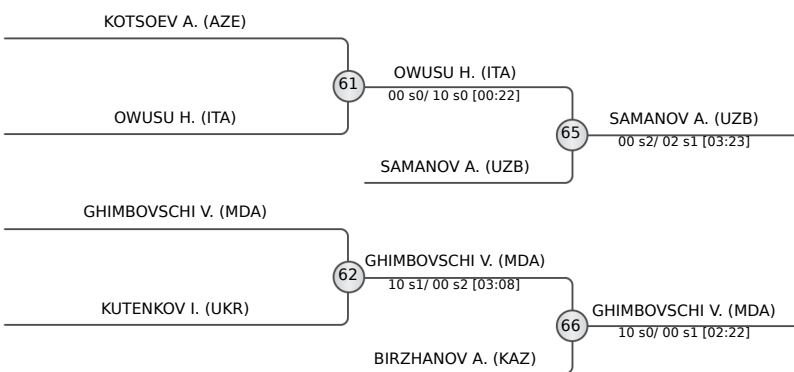 KOTSOEV A. (AZE)
61
OWUSU H. (ITA)
00 s0/ 10 s0 [00:22]
OWUSU H. (ITA)
65
SAMANOV A. (UZB)
00 s2/ 02 s1 [03:23]
SAMANOV A. (UZB)
GHIMBOVSCHI V. (MDA)
62
GHIMBOVSCHI V. (MDA)
10 s1/ 00 s2 [03:08]
KUTENKOV I. (UKR)
66
GHIMBOVSCHI V. (MDA)
10 s0/ 00 s1 [02:22]
BIRZHANOV A. (KAZ)